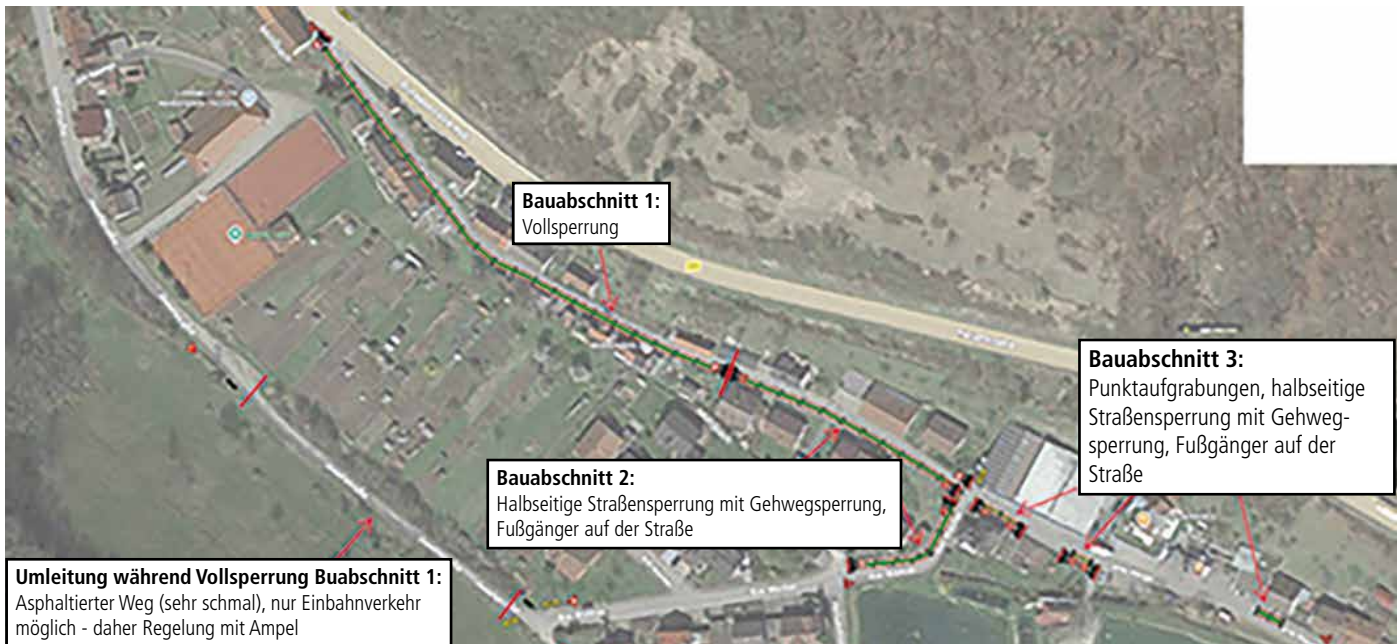 Bauabschnitt 1:
Vollsperrung
Bauabschnitt 3:
Punktaufgrabungen, halbseitige
Straßensperrung mit Gehweg-
sperrung, Fußgänger auf der
Straße
Bauabschnitt 2:
Halbseitige Straßensperrung mit Gehwegsperrung,
Fußgänger auf der Straße
Umleitung während Vollsperrung Buabschnitt 1:
Asphaltierter Weg (sehr schmal), nur Einbahnverkehr
möglich - daher Regelung mit Ampel